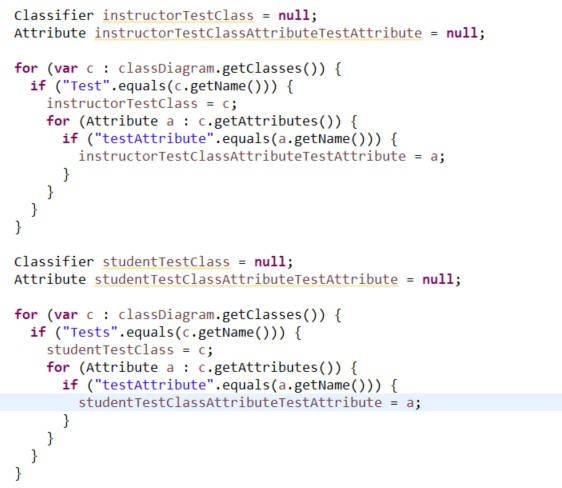 Classifier instructorTestClass = null;
Attribute instructorTestClassAttributeTestAttribute = null;

for (var c : classDiagram.getClasses()) {
  if ("Test".equals(c.getName())) {
    instructorTestClass = c;
    for (Attribute a : c.getAttributes()) {
      if ("testAttribute".equals(a.getName())) {
        instructorTestClassAttributeTestAttribute = a;
      }
    }
  }
}

Classifier studentTestClass = null;
Attribute studentTestClassAttributeTestAttribute = null;

for (var c : classDiagram.getClasses()) {
  if ("Tests".equals(c.getName())) {
    studentTestClass = c;
    for (Attribute a : c.getAttributes()) {
      if ("testAttribute".equals(a.getName())) {
        studentTestClassAttributeTestAttribute = a;
      }
    }
  }
}